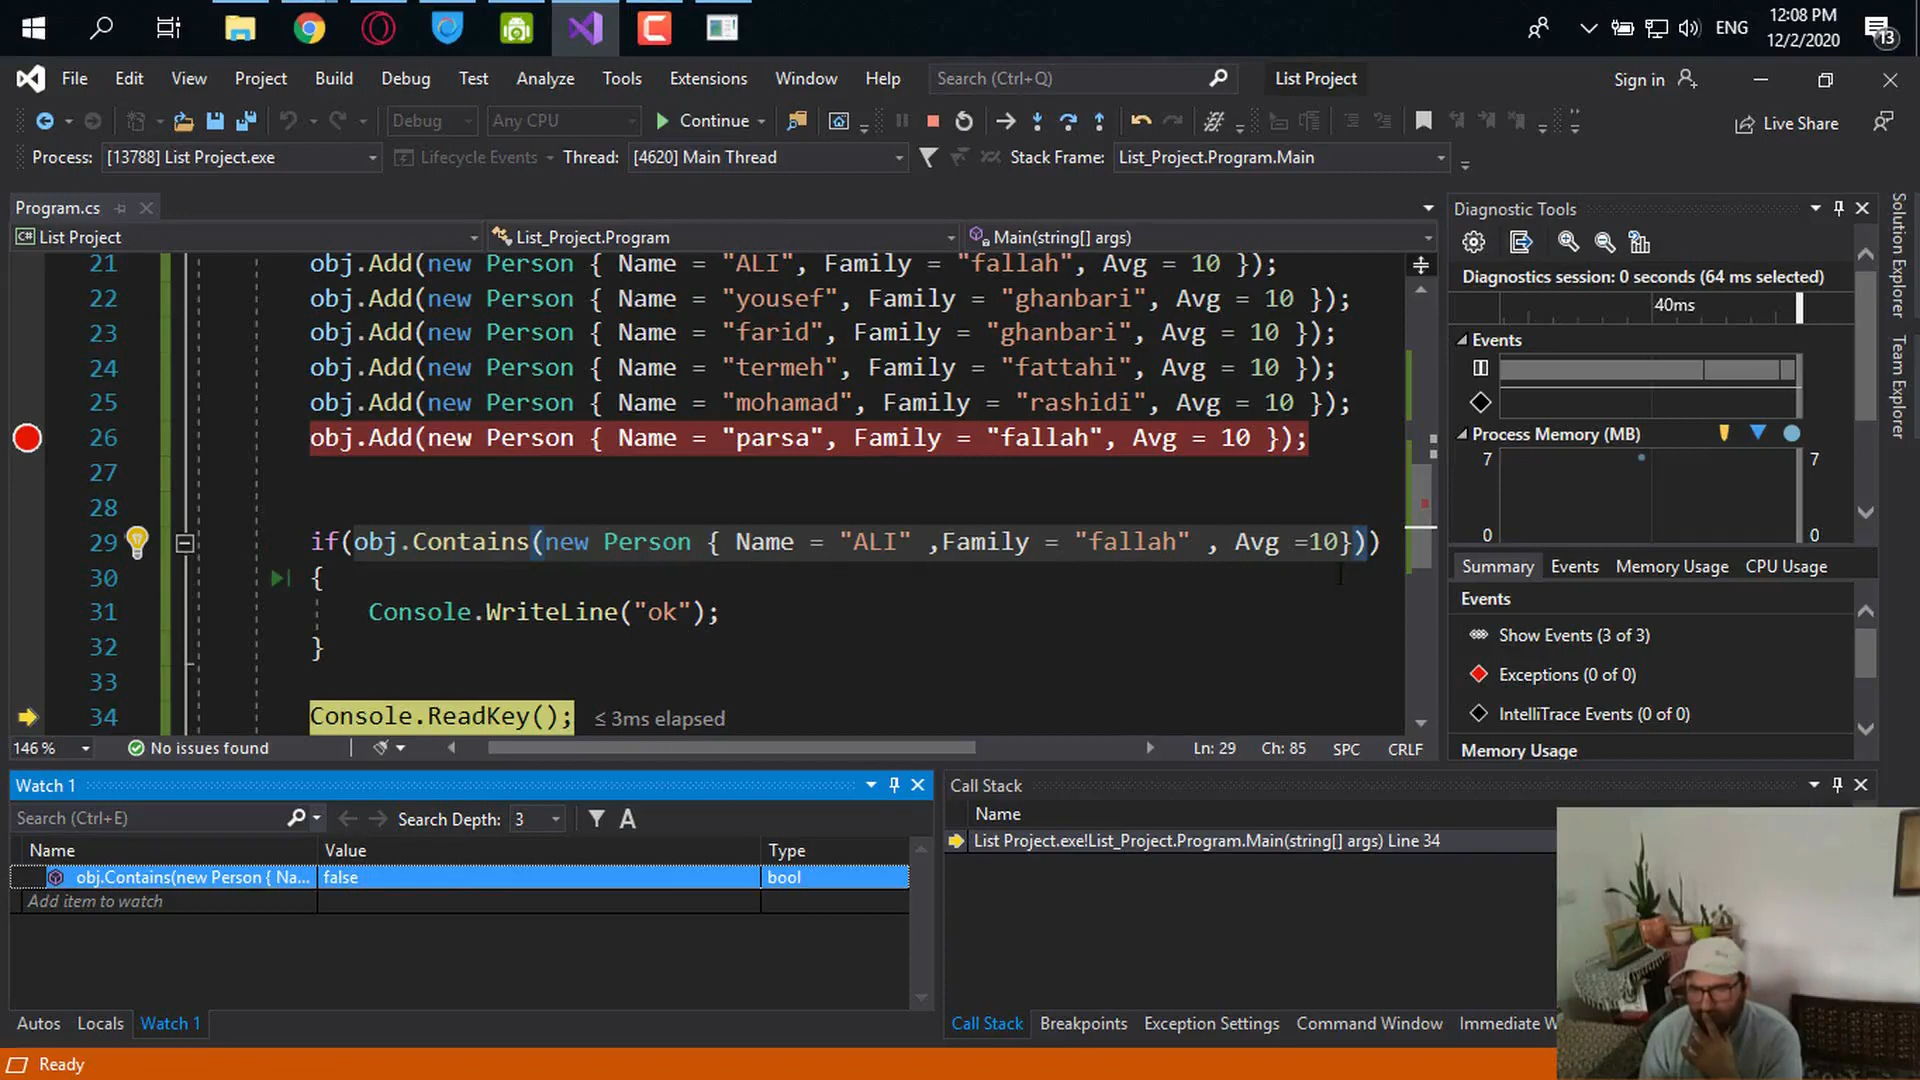 ENG
12:08 PM
12/2/2020
13
File Edit View Project Build Debug Test Analyze Tools Extensions Window Help
Search (Ctrl+Q)
List Project
Sign in
Debug
Any CPU
Continue
Live Share
Process: [13788] List Project.exe
Lifecycle Events
Thread: [4620] Main Thread
Stack Frame: List_Project.Program.Main
Program.cs
List Project
List_Project.Program
Main(string[] args)
21 obj.Add(new Person { Name = "ALI", Family = "fallah", Avg = 10 });
22 obj.Add(new Person { Name = "yousef", Family = "ghanbari", Avg = 10 });
23 obj.Add(new Person { Name = "farid", Family = "ghanbari", Avg = 10 });
24 obj.Add(new Person { Name = "termeh", Family = "fattahi", Avg = 10 });
25 obj.Add(new Person { Name = "mohamad", Family = "rashidi", Avg = 10 });
26 obj.Add(new Person { Name = "parsa", Family = "fallah", Avg = 10 });
27
28
29 if(obj.Contains(new Person { Name = "ALI" ,Family = "fallah" , Avg =10}))
30 {
31 Console.WriteLine("ok");
32 }
33
34 Console.ReadKey(); ≤ 3ms elapsed
146 %
No issues found
Ln: 29 Ch: 85 SPC CRLF
Diagnostic Tools
Diagnostics session: 0 seconds (64 ms selected)
40ms
Events
Process Memory (MB)
7 7
0 0
Summary Events Memory Usage CPU Usage
Events
Show Events (3 of 3)
Exceptions (0 of 0)
IntelliTrace Events (0 of 0)
Memory Usage
Solution Explorer
Team Explorer
Watch 1
Search (Ctrl+E)
Search Depth: 3
Name Value Type
obj.Contains(new Person { Na... false bool
Add item to watch
Autos Locals Watch 1
Call Stack
Name
List Project.exe!List_Project.Program.Main(string[] args) Line 34
Call Stack Breakpoints Exception Settings Command Window Immediate W
Ready